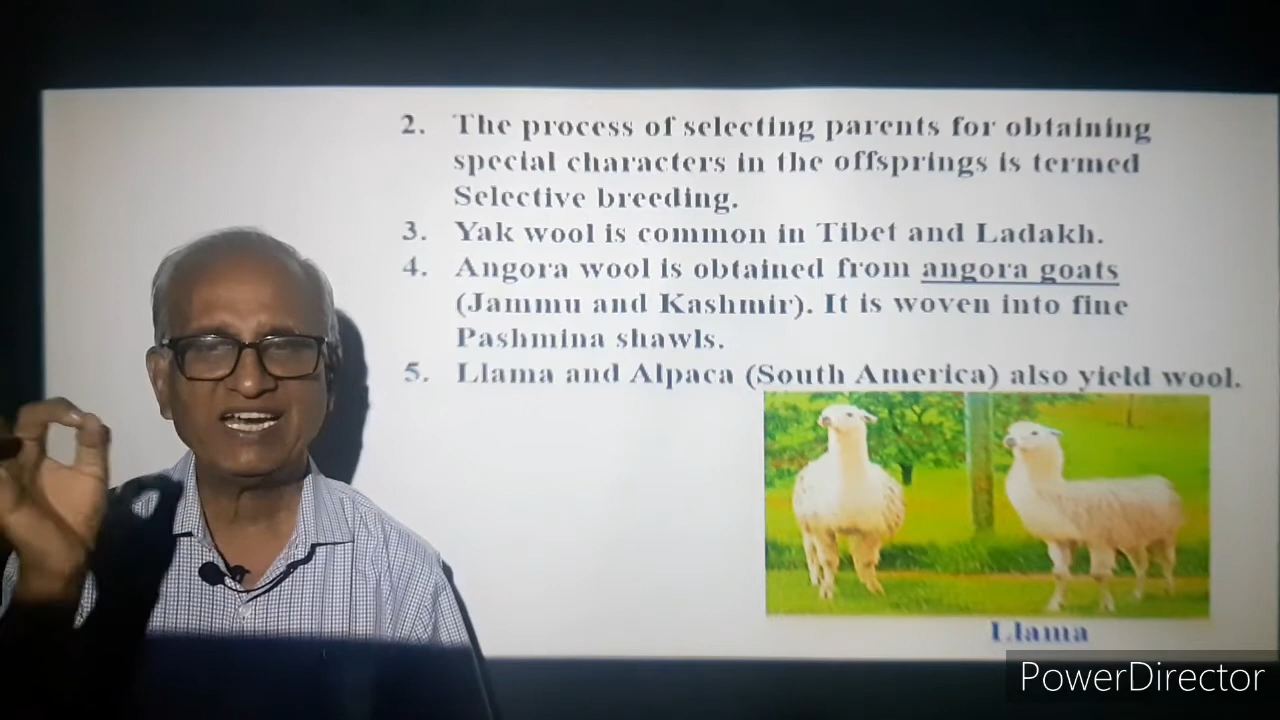 2. The process of selecting parents for obtaining
special characters in the offsprings is termed
Selective breeding.
3. Yak wool is common in Tibet and Ladakh.
4. Angora wool is obtained from angora goats
(Jammu and Kashmir). It is woven into fine
Pashmina shawls.
5. Llama and Alpaca (South America) also yield wool.
Llama
PowerDirector